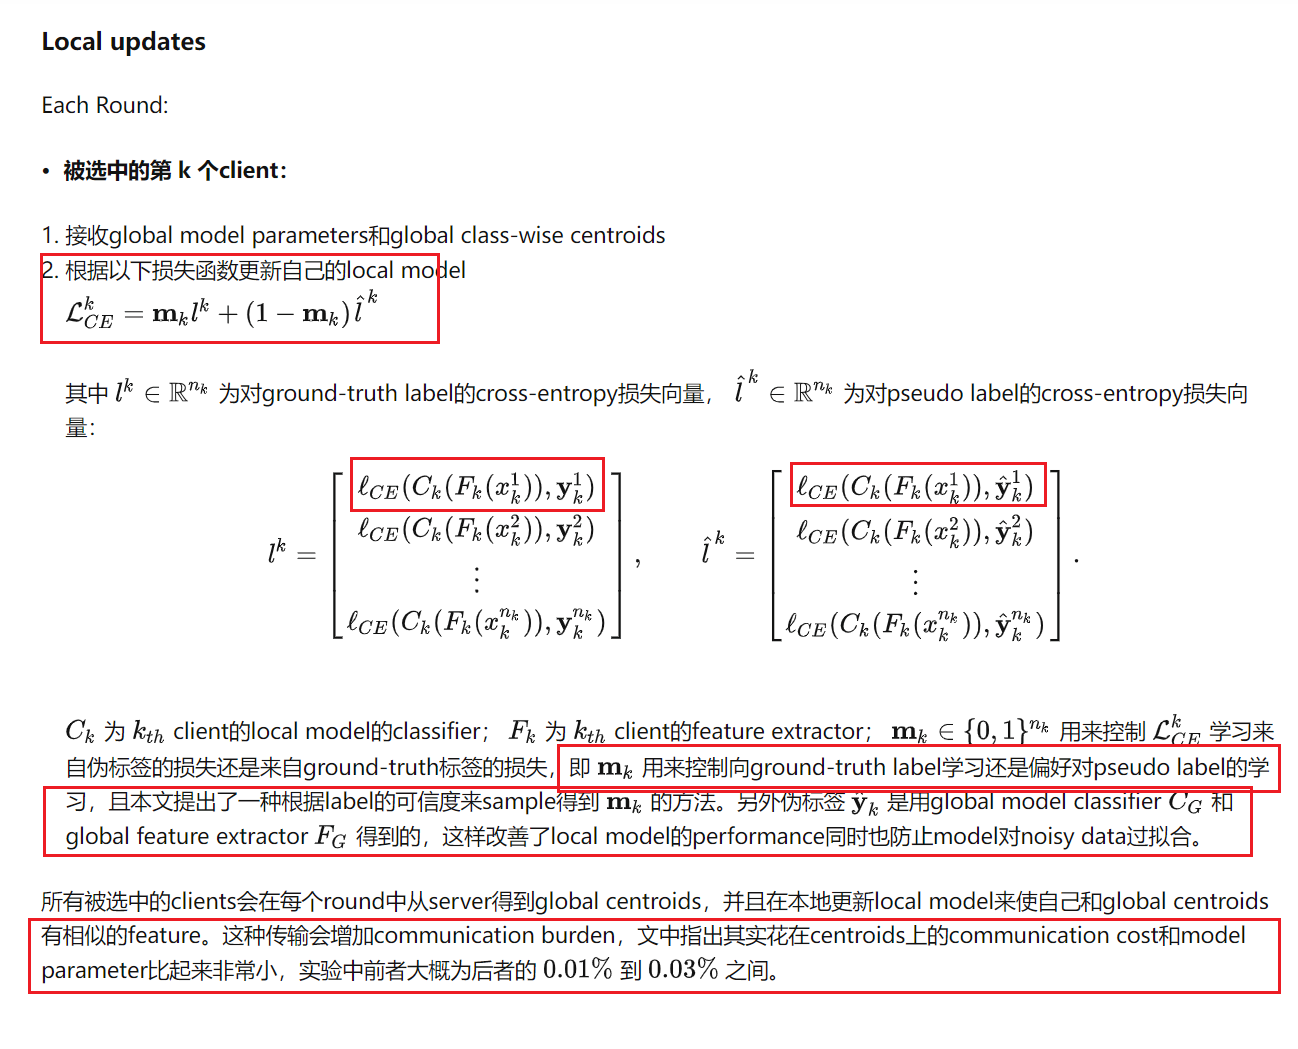 Local updates
Each Round:
• 被选中的第 k 个client：
1. 接收global model parameters和global class-wise centroids
2. 根据以下损失函数更新自己的local model
$\mathcal{L}_{CE}^{k} = \mathbf{m}_k l^k + (1 - \mathbf{m}_k)\hat{l}^k$
其中 $l^k \in \mathbb{R}^{n_k}$ 为对ground-truth label的cross-entropy损失向量， $\hat{l}^k \in \mathbb{R}^{n_k}$ 为对pseudo label的cross-entropy损失向
量：
$l^k = \begin{bmatrix} \ell_{CE}(C_k(F_k(x_k^1)), \mathbf{y}_k^1) \\ \ell_{CE}(C_k(F_k(x_k^2)), \mathbf{y}_k^2) \\ \vdots \\ \ell_{CE}(C_k(F_k(x_k^{n_k})), \mathbf{y}_k^{n_k}) \end{bmatrix}, \quad \hat{l}^k = \begin{bmatrix} \ell_{CE}(C_k(F_k(x_k^1)), \hat{\mathbf{y}}_k^1) \\ \ell_{CE}(C_k(F_k(x_k^2)), \hat{\mathbf{y}}_k^2) \\ \vdots \\ \ell_{CE}(C_k(F_k(x_k^{n_k})), \hat{\mathbf{y}}_k^{n_k}) \end{bmatrix}.$
$C_k$ 为 $k_{th}$ client的local model的classifier； $F_k$ 为 $k_{th}$ client的feature extractor； $\mathbf{m}_k \in \{0, 1\}^{n_k}$ 用来控制 $\mathcal{L}_{CE}^{k}$ 学习来
自伪标签的损失还是来自ground-truth标签的损失，即 $\mathbf{m}_k$ 用来控制向ground-truth label学习还是偏好对pseudo label的学
习，且本文提出了一种根据label的可信度来sample得到 $\mathbf{m}_k$ 的方法。另外伪标签 $\hat{\mathbf{y}}_k$ 是用global model classifier $C_G$ 和
global feature extractor $F_G$ 得到的，这样改善了local model的performance同时也防止model对noisy data过拟合。
所有被选中的clients会在每个round中从server得到global centroids，并且在本地更新local model来使自己和global centroids
有相似的feature。这种传输会增加communication burden，文中指出其实花在centroids上的communication cost和model
parameter比起来非常小，实验中前者大概为后者的 0.01% 到 0.03% 之间。